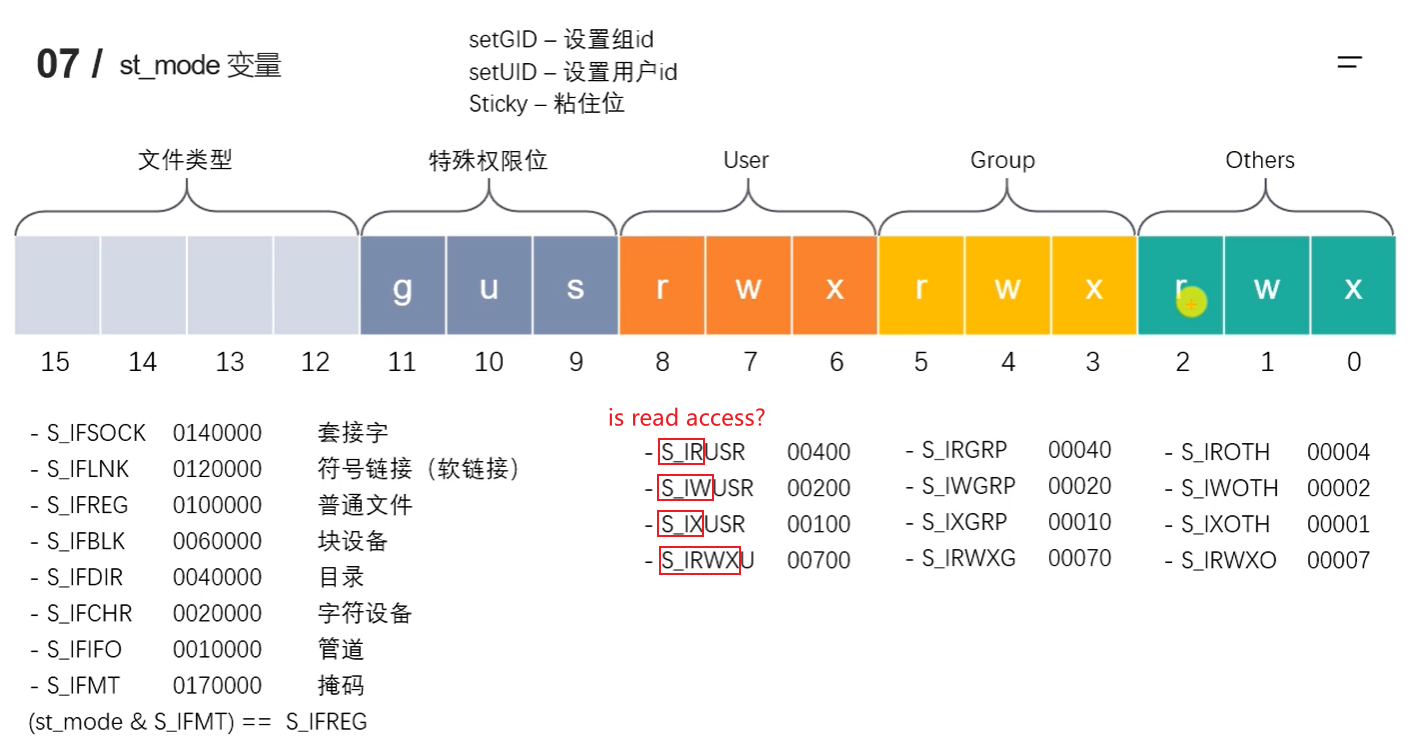 07 / st_mode 变量
setGID – 设置组id
setUID – 设置用户id
Sticky – 粘住位
文件类型 特殊权限位 User Group Others
g u s r w x r w x r w x
15 14 13 12 11 10 9 8 7 6 5 4 3 2 1 0
- S_IFSOCK 0140000 套接字
- S_IFLNK 0120000 符号链接（软链接）
- S_IFREG 0100000 普通文件
- S_IFBLK 0060000 块设备
- S_IFDIR 0040000 目录
- S_IFCHR 0020000 字符设备
- S_IFIFO 0010000 管道
- S_IFMT 0170000 掩码
(st_mode & S_IFMT) == S_IFREG
is read access?
- S_IRUSR 00400
- S_IWUSR 00200
- S_IXUSR 00100
- S_IRWXU 00700
- S_IRGRP 00040
- S_IWGRP 00020
- S_IXGRP 00010
- S_IRWXG 00070
- S_IROTH 00004
- S_IWOTH 00002
- S_IXOTH 00001
- S_IRWXO 00007